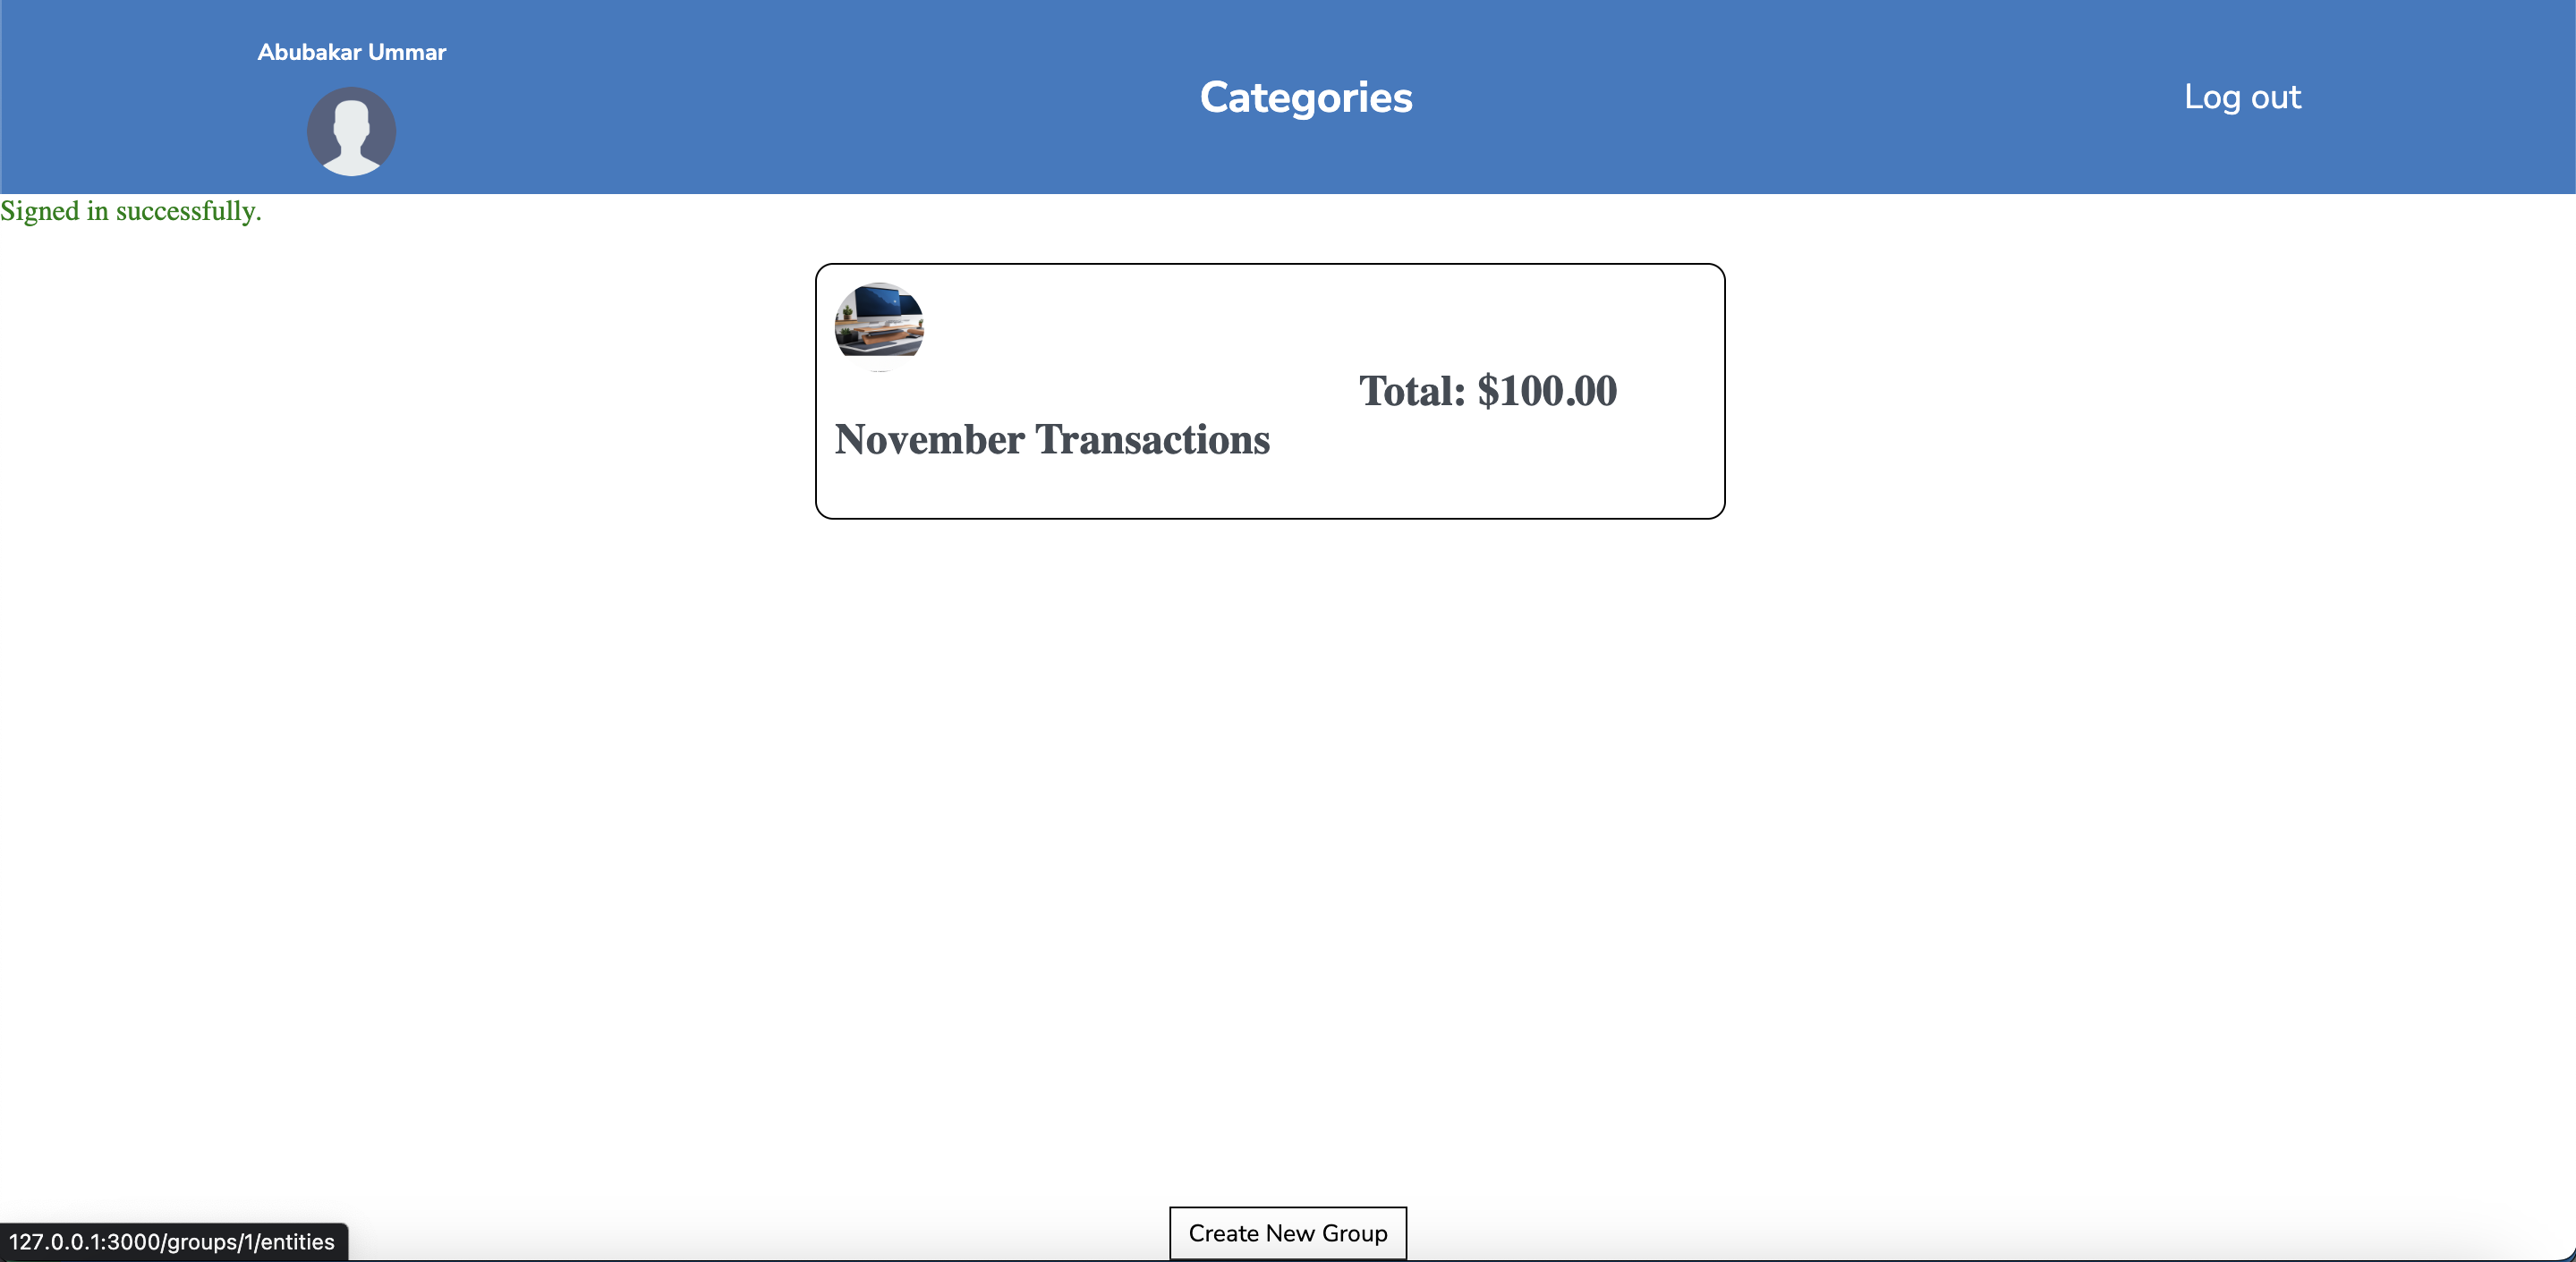 Abubakar Ummar
Categories
Log out
Signed in successfully.
Total: $100.00
November Transactions
Create New Group
127.0.0.1:3000/groups/1/entities